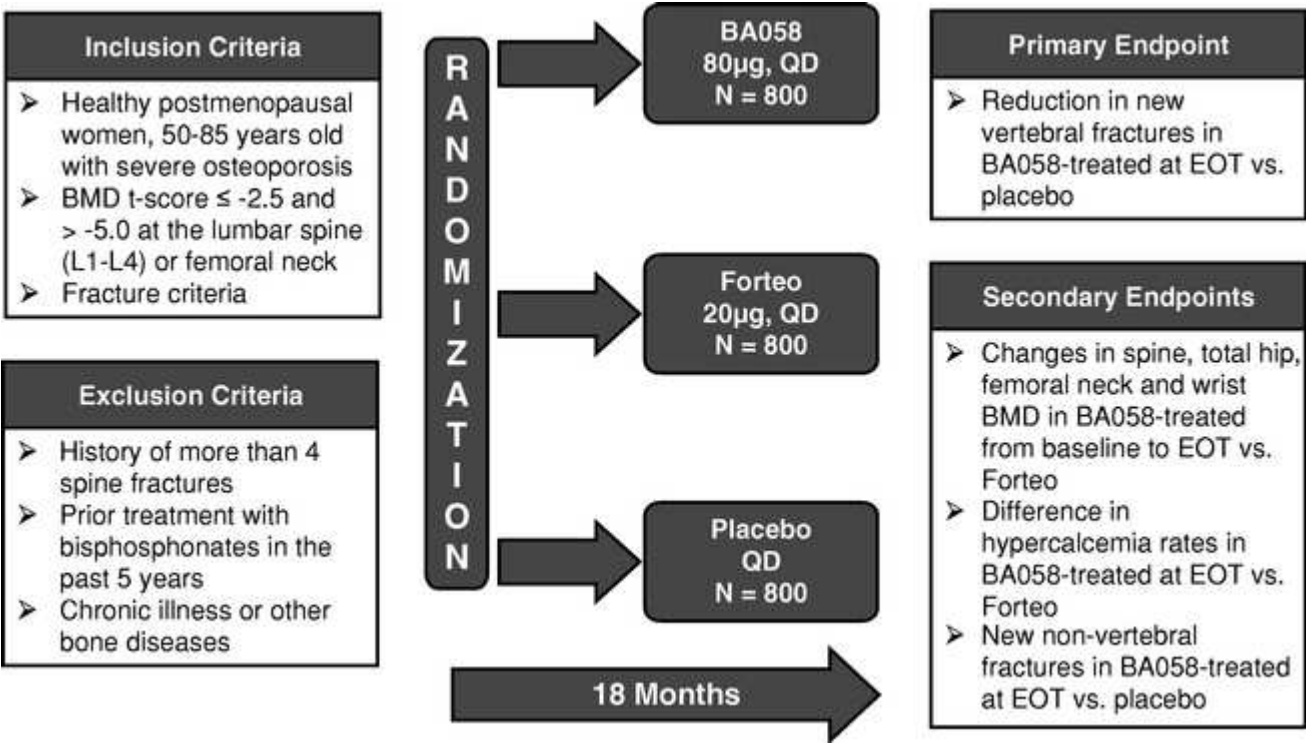 Inclusion Criteria
➢ Healthy postmenopausal
women, 50-85 years old
with severe osteoporosis
➢ BMD t-score ≤ -2.5 and
> -5.0 at the lumbar spine
(L1-L4) or femoral neck
➢ Fracture criteria
Exclusion Criteria
➢ History of more than 4
spine fractures
➢ Prior treatment with
bisphosphonates in the
past 5 years
➢ Chronic illness or other
bone diseases
RANDOMIZATION
BA058
80µg, QD
N = 800
Forteo
20µg, QD
N = 800
Placebo
QD
N = 800
18 Months
Primary Endpoint
➢ Reduction in new
vertebral fractures in
BA058-treated at EOT vs.
placebo
Secondary Endpoints
➢ Changes in spine, total hip,
femoral neck and wrist
BMD in BA058-treated
from baseline to EOT vs.
Forteo
➢ Difference in
hypercalcemia rates in
BA058-treated at EOT vs.
Forteo
➢ New non-vertebral
fractures in BA058-treated
at EOT vs. placebo